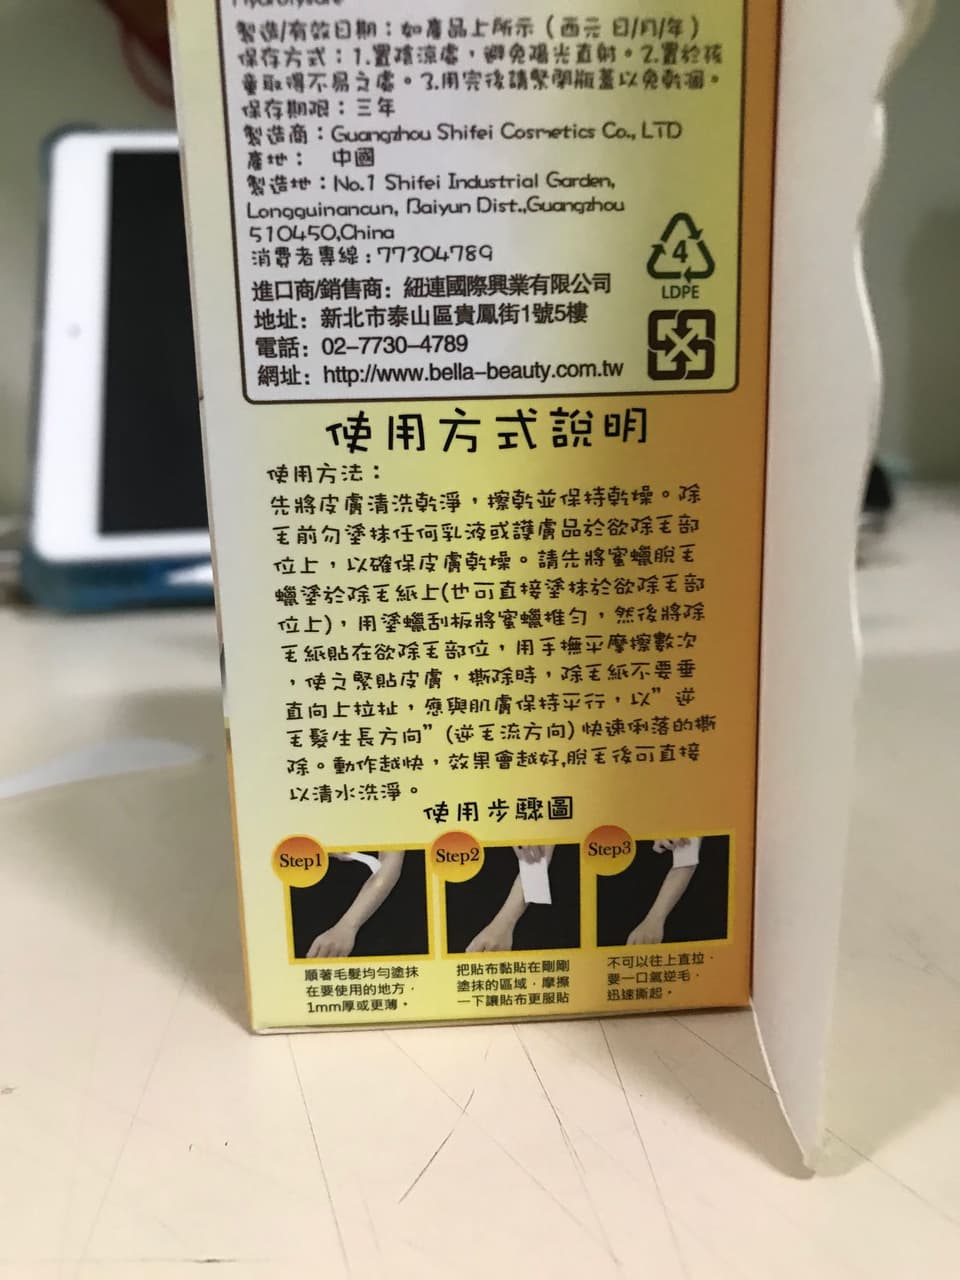 製造/有效日期：如產品上所示（西元 日/月/年）
保存方式：1.置陰涼處，避免陽光直射。2.置於孩
童取得不易之處。3.用完後請緊閉瓶蓋以免乾涸。
保存期限：三年
製造商：Guangzhou Shifei Cosmetics Co., LTD
產地： 中國
製造地：No.1 Shifei Industrial Garden,
Longguinancun, Baiyun Dist.,Guangzhou
510450,China
消費者專線：77304789
進口商/銷售商：紐連國際興業有限公司
地址：新北市泰山區貴鳳街1號5樓
電話：02-7730-4789
網址：http://www.bella-beauty.com.tw
4
LDPE
使用方式說明
使用方法：
先將皮膚清洗乾淨，擦乾並保持乾燥。除
毛前勿塗抹任何乳液或護膚品於欲除毛部
位上，以確保皮膚乾燥。請先將蜜蠟脫毛
蠟塗於除毛紙上(也可直接塗抹於欲除毛部
位上)，用塗蠟刮板將蜜蠟推勻，然後將除
毛紙貼在欲除毛部位，用手撫平摩擦數次
，使之緊貼皮膚，撕除時，除毛紙不要垂
直向上拉扯，應與肌膚保持平行，以”逆
毛髮生長方向”(逆毛流方向)快速俐落的撕
除。動作越快，效果會越好,脫毛後可直接
以清水洗淨。
使用步驟圖
Step1
Step2
Step3
順著毛髮均勻塗抹
在要使用的地方，
1mm厚或更薄。
把貼布黏貼在剛剛
塗抹的區域，摩擦
一下讓貼布更服貼
不可以往上直拉，
要一口氣逆毛，
迅速撕起。